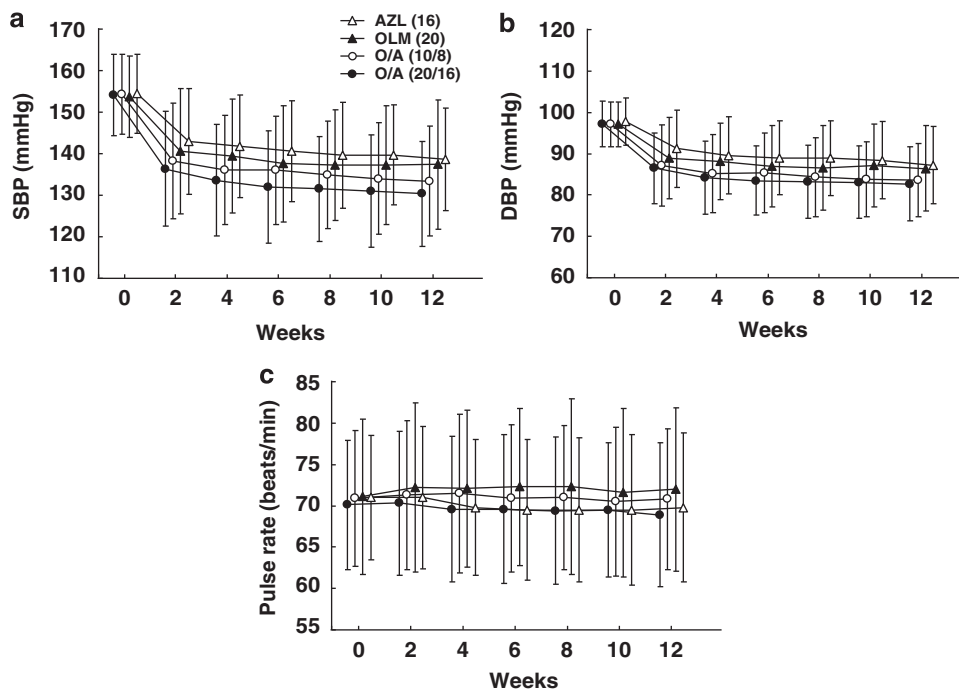 a
170
160
150
140
130
120
110
SBP (mmHg)
AZL (16)
OLM (20)
O/A (10/8)
O/A (20/16)
0 2 4 6 8 10 12
Weeks
b
120
110
100
90
80
70
60
DBP (mmHg)
0 2 4 6 8 10 12
Weeks
c
85
80
75
70
65
60
55
Pulse rate (beats/min)
0 2 4 6 8 10 12
Weeks